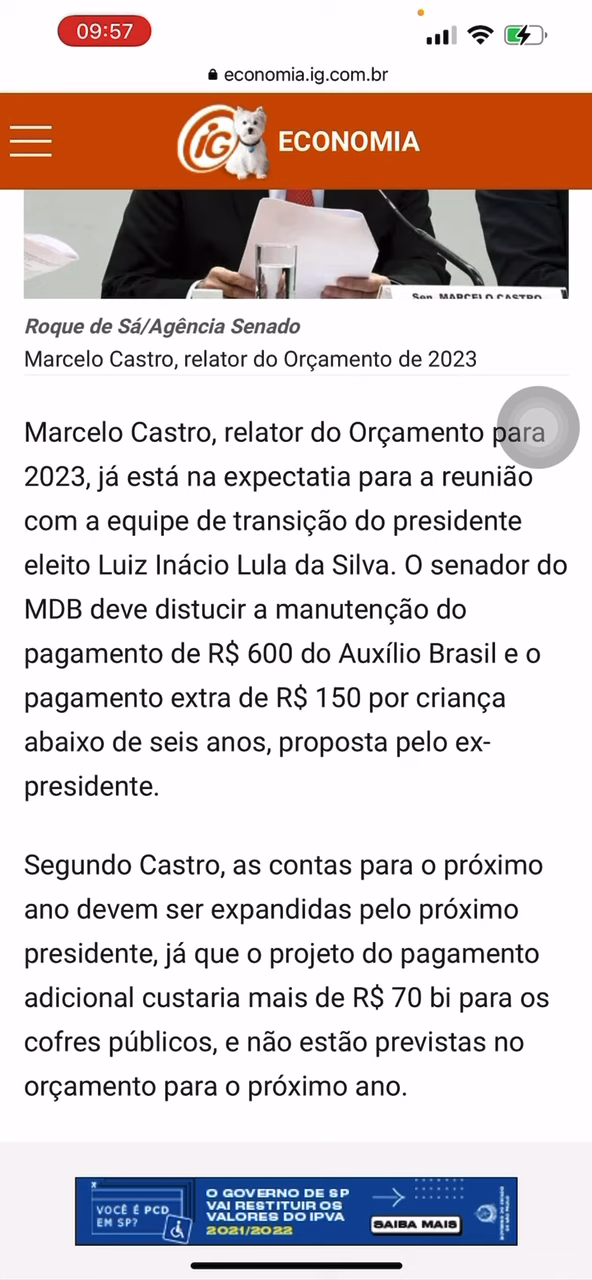 09:57
economia.ig.com.br
iG ECONOMIA
Sen. MARCELO CASTRO
Roque de Sá/Agência Senado
Marcelo Castro, relator do Orçamento de 2023
Marcelo Castro, relator do Orçamento para
2023, já está na expectatia para a reunião
com a equipe de transição do presidente
eleito Luiz Inácio Lula da Silva. O senador do
MDB deve distucir a manutenção do
pagamento de R$ 600 do Auxílio Brasil e o
pagamento extra de R$ 150 por criança
abaixo de seis anos, proposta pelo ex-
presidente.
Segundo Castro, as contas para o próximo
ano devem ser expandidas pelo próximo
presidente, já que o projeto do pagamento
adicional custaria mais de R$ 70 bi para os
cofres públicos, e não estão previstas no
orçamento para o próximo ano.
VOCÊ É PCD
EM SP?
O GOVERNO DE SP
VAI RESTITUIR OS
VALORES DO IPVA
2021/2022
SAIBA MAIS